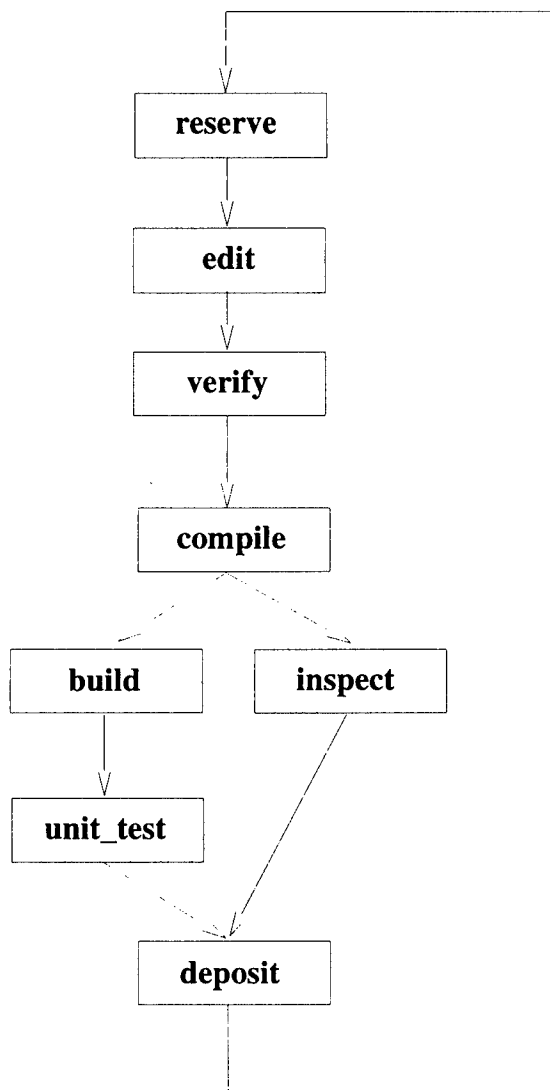 reserve
edit
verify
compile
build
inspect
unit_test
deposit